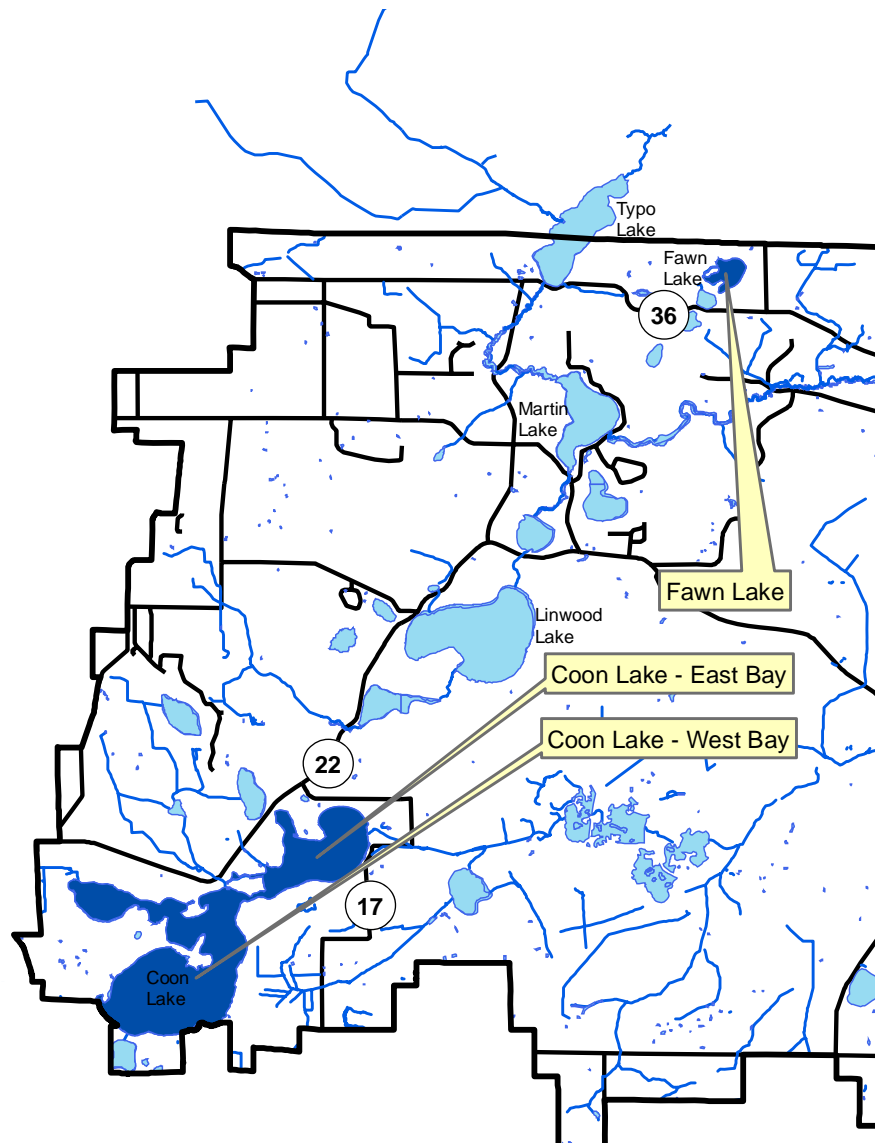 Typo
Lake
Fawn
Lake
36
Martin
Lake
Fawn Lake
Linwood
Lake
Coon Lake - East Bay
Coon Lake - West Bay
22
17
Coon
Lake